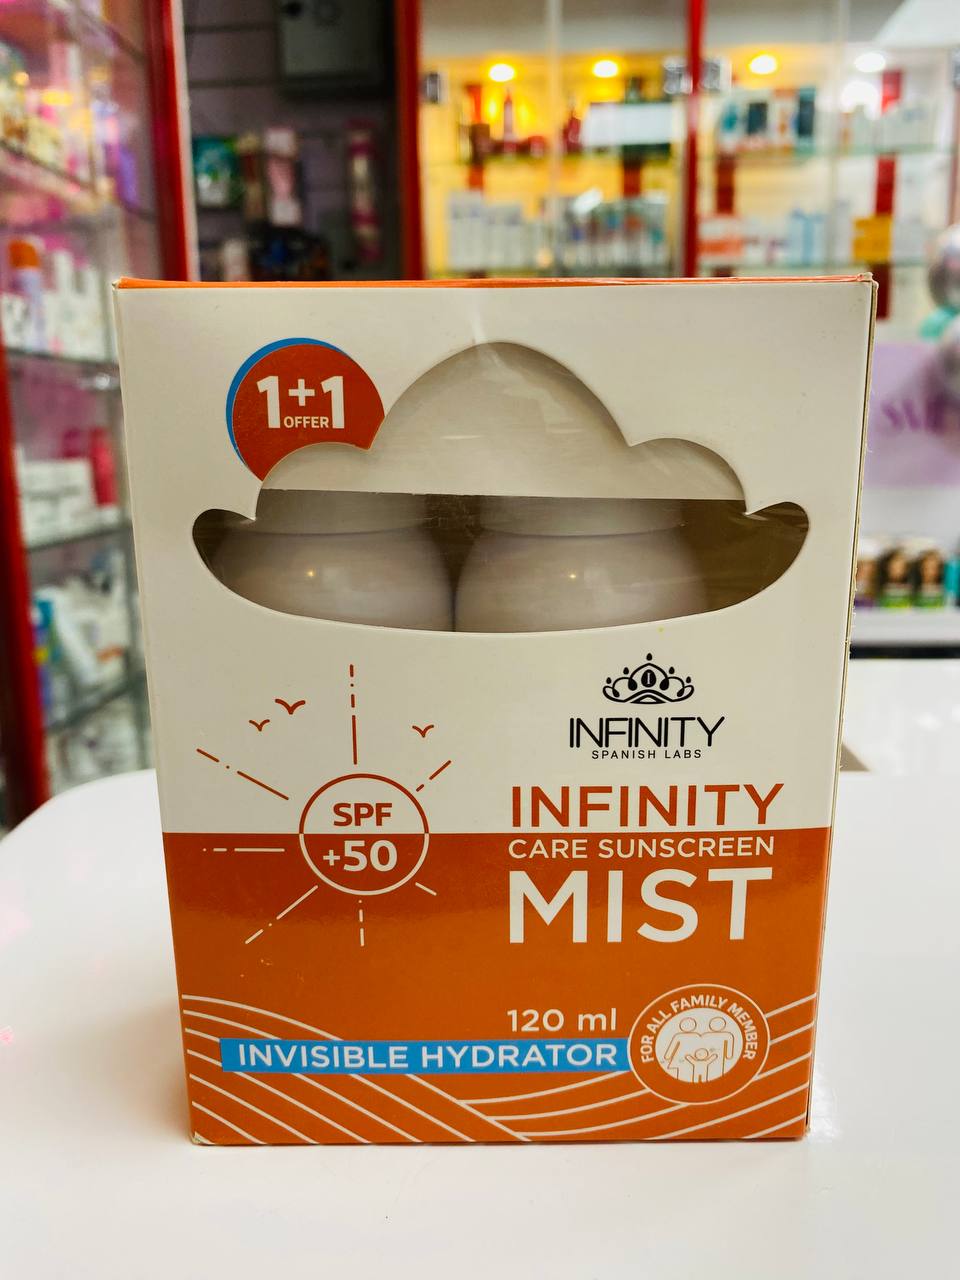 1+1
OFFER
INFINITY
SPANISH LABS
SPF
+50
INFINITY
CARE SUNSCREEN
MIST
120 ml
INVISIBLE HYDRATOR
FOR ALL FAMILY MEMBER